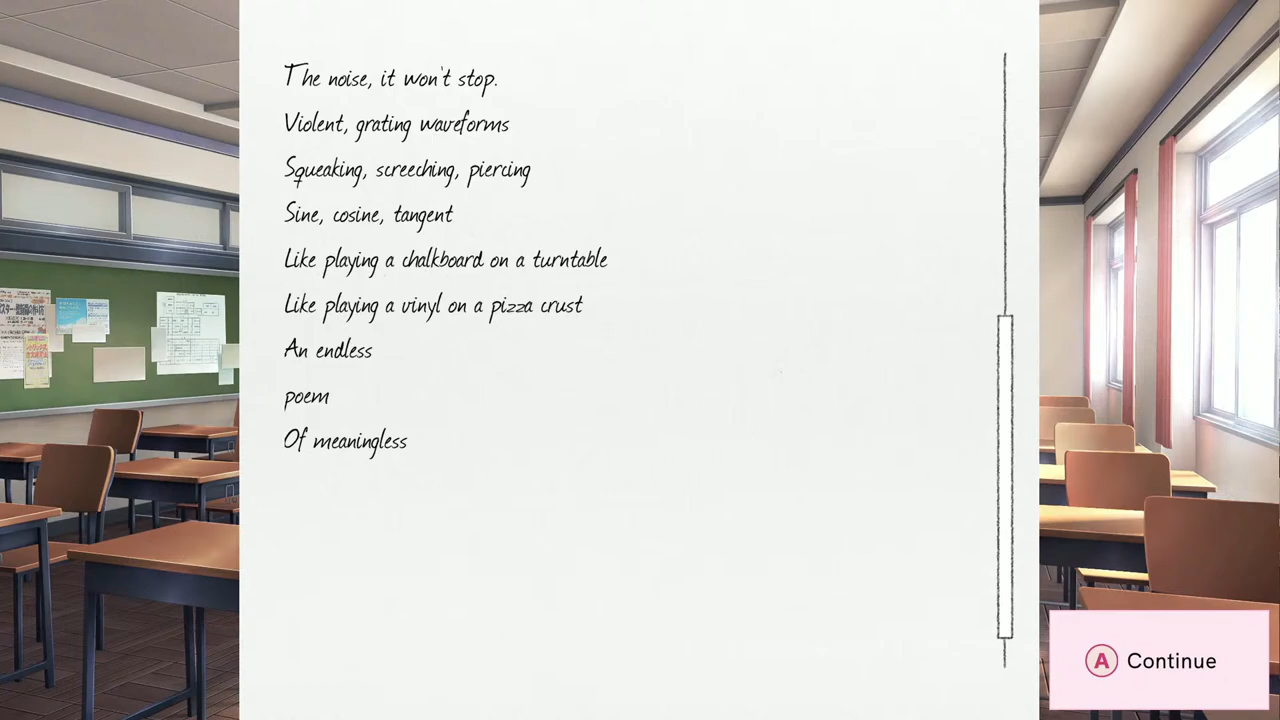 The noise, it won't stop.
Violent, grating waveforms
Squeaking, screeching, piercing
Sine, cosine, tangent
Like playing a chalkboard on a turntable
Like playing a vinyl on a pizza crust
An endless
poem
Of meaningless
A Continue